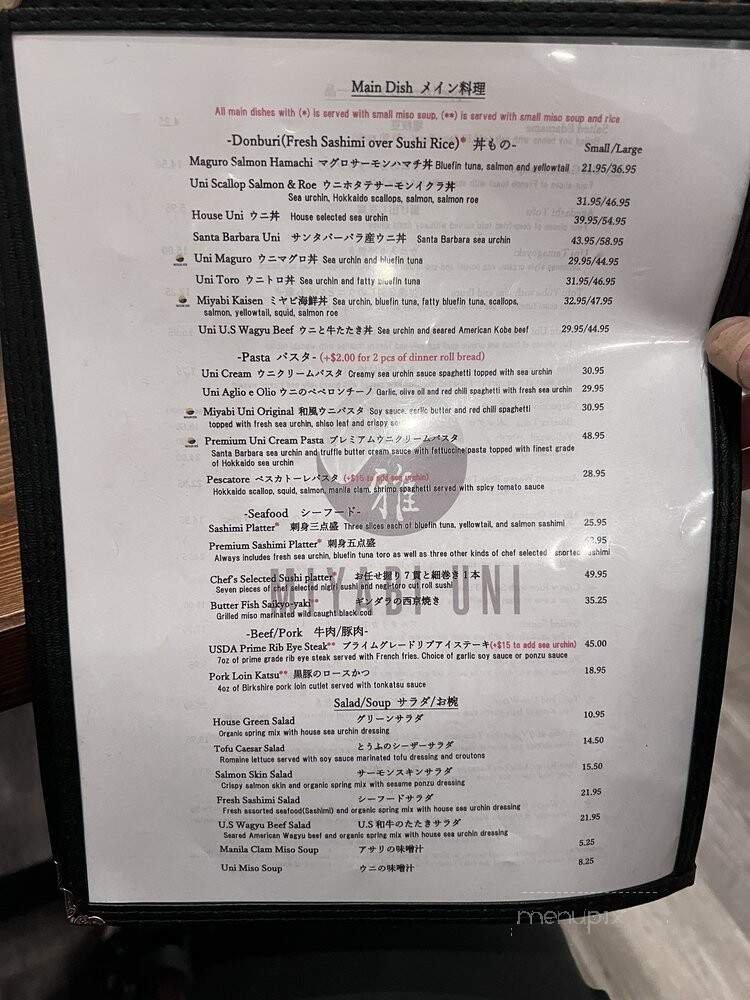 Main Dish メイン料理
All main dishes with (*) is served with small miso soup, (**) is served with small miso soup and rice
-Donburi(Fresh Sashimi over Sushi Rice)* 丼もの- Small/Large
Maguro Salmon Hamachi マグロサーモンハマチ丼 Bluefin tuna, salmon and yellowtail 21.95/36.95
Uni Scallop Salmon & Roe ウニホタテサーモンイクラ丼
Sea urchin, Hokkaido scallops, salmon, salmon roe 31.95/46.95
House Uni ウニ丼 House selected sea urchin 39.95/54.95
Santa Barbara Uni サンタバーバラ産ウニ丼 Santa Barbara sea urchin 43.95/58.95
Uni Maguro ウニマグロ丼 Sea urchin and bluefin tuna 29.95/44.95
Uni Toro ウニトロ丼 Sea urchin and fatty bluefin tuna 31.95/46.95
Miyabi Kaisen ミヤビ海鮮丼 Sea urchin, bluefin tuna, fatty bluefin tuna, scallops, 32.95/47.95
salmon, yellowtail, squid, salmon roe
Uni U.S Wagyu Beef ウニと牛たたき丼 Sea urchin and seared American Kobe beef 29.95/44.95
-Pasta パスタ- (+$2.00 for 2 pcs of dinner roll bread)
Uni Cream ウニクリームパスタ Creamy sea urchin sauce spaghetti topped with sea urchin 30.95
Uni Aglio e Olio ウニのペペロンチーノ Garlic, olive oil and red chili spaghetti with fresh sea urchin 29.95
Miyabi Uni Original 和風ウニパスタ Soy sauce, garlic butter and red chili spaghetti 30.95
topped with fresh sea urchin, shiso leaf and crispy
Premium Uni Cream Pasta プレミアムウニクリームパスタ 48.95
Santa Barbara sea urchin and truffle butter cream sauce with fettuccine pasta topped with finest grade
of Hokkaido sea urchin
Pescatore ペスカトーレパスタ (+$15 to add sea urchin) 28.95
Hokkaido scallop, squid, salmon, manila clam, shrimp spaghetti served with spicy tomato sauce
雅
-Seafood シーフード-
Sashimi Platter* 刺身三点盛 Three slices each of bluefin tuna, yellowtail, and salmon sashimi 25.95
Premium Sashimi Platter* 刺身五点盛
Always includes fresh sea urchin, bluefin tuna toro as well as three other kinds of chef selected
Chef's Selected Sushi platter* お任せ握り7貫と細巻き1本 49.95
Seven pieces of chef selected nigiri sushi and negi-toro cut roll sushi
MIYABI UNI
Butter Fish Saikyo-yaki ギンダラの西京焼き 35.25
Grilled miso marinated wild caught black cod
-Beef/Pork 牛肉/豚肉-
USDA Prime Rib Eye Steak** プライムグレードリブアイステーキ(+$15 to add sea urchin) 45.00
7oz of prime grade rib eye steak served with French fries. Choice of garlic soy sauce or ponzu sauce
Pork Loin Katsu** 黒豚のロースかつ 18.95
4oz of Birkshire pork loin cutlet served with tonkatsu sauce
Salad/Soup サラダ/お椀
House Green Salad グリーンサラダ 10.95
Organic spring mix with house sea urchin dressing
Tofu Caesar Salad とうふのシーザーサラダ 14.50
Romaine lettuce served with soy sauce marinated tofu dressing and croutons
Salmon Skin Salad サーモンスキンサラダ 15.50
Crispy salmon skin and organic spring mix with sesame ponzu dressing
Fresh Sashimi Salad シーフードサラダ 21.95
Fresh assorted seafood(Sashimi) and organic spring mix with house sea urchin dressing
U.S Wagyu Beef Salad U.S 和牛のたたきサラダ 21.95
Seared American Wagyu beef and organic spring mix with house sea urchin dressing
Manila Clam Miso Soup アサリの味噌汁 5.25
Uni Miso Soup ウニの味噌汁 8.25
menupix